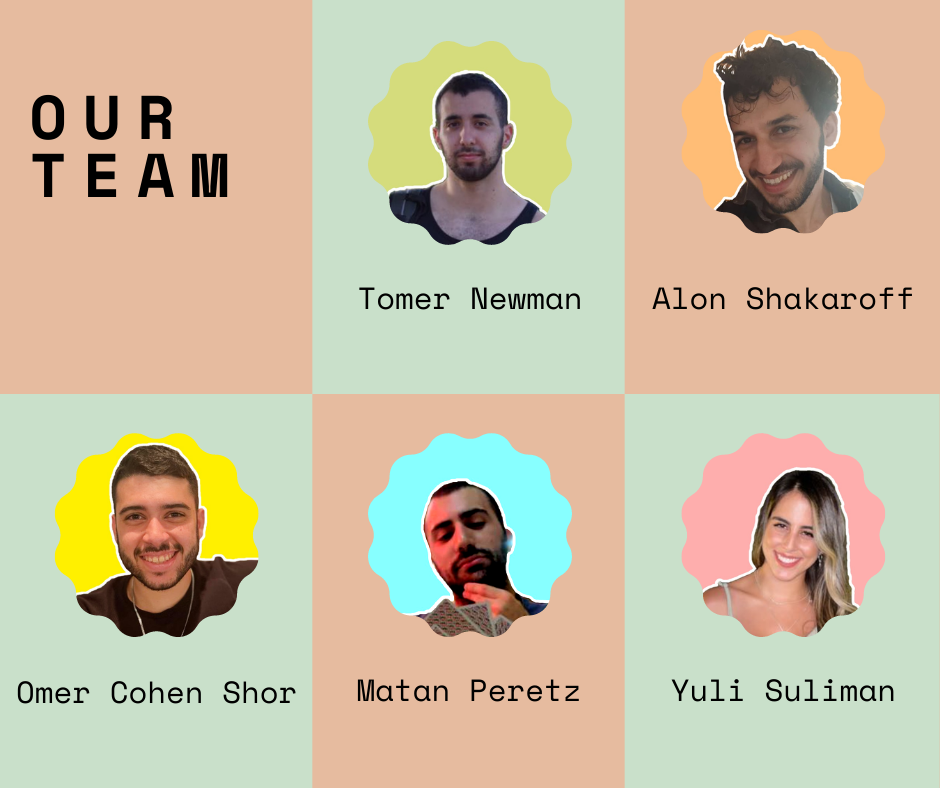 OUR
TEAM
Tomer Newman
Alon Shakaroff
Omer Cohen Shor
Matan Peretz
Yuli Suliman